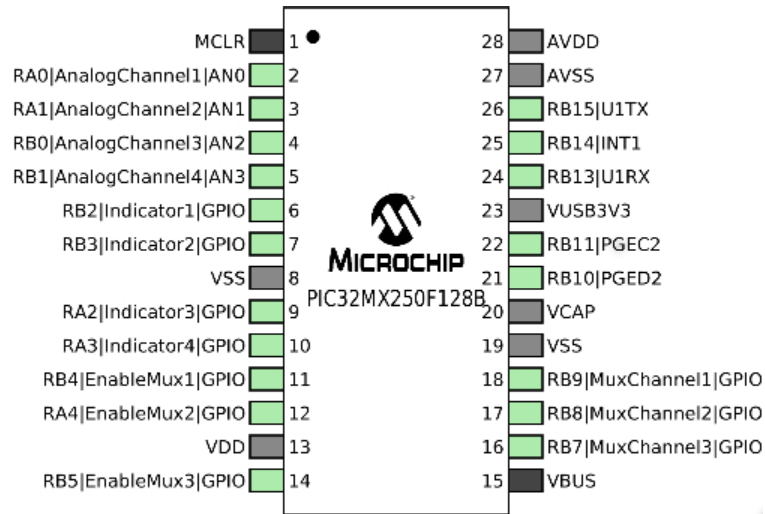 MCLR 1 28 AVDD
RA0|AnalogChannel1|AN0 2 27 AVSS
RA1|AnalogChannel2|AN1 3 26 RB15|U1TX
RB0|AnalogChannel3|AN2 4 25 RB14|INT1
RB1|AnalogChannel4|AN3 5 24 RB13|U1RX
RB2|Indicator1|GPIO 6 23 VUSB3V3
RB3|Indicator2|GPIO 7 22 RB11|PGEC2
MICROCHIP
VSS 8 21 RB10|PGED2
PIC32MX250F128B
RA2|Indicator3|GPIO 9 20 VCAP
RA3|Indicator4|GPIO 10 19 VSS
RB4|EnableMux1|GPIO 11 18 RB9|MuxChannel1|GPIO
RA4|EnableMux2|GPIO 12 17 RB8|MuxChannel2|GPIO
VDD 13 16 RB7|MuxChannel3|GPIO
RB5|EnableMux3|GPIO 14 15 VBUS